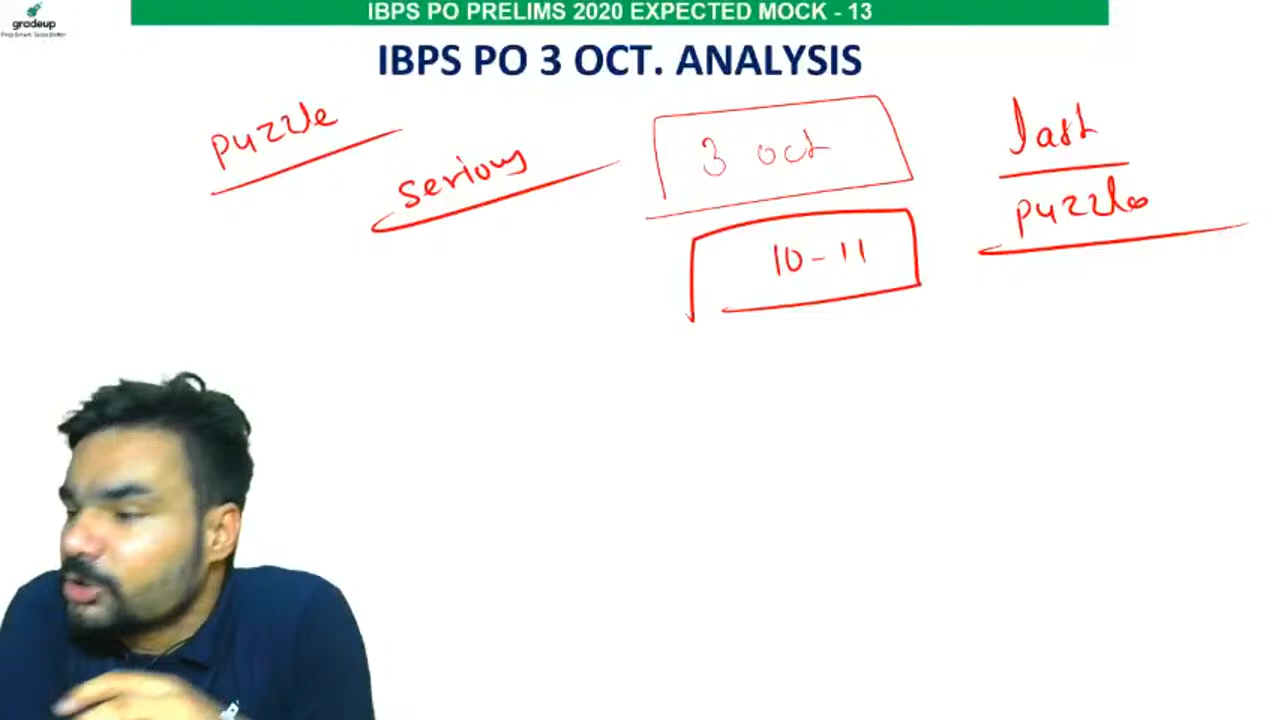 IBPS PO PRELIMS 2020 EXPECTED MOCK - 13
gradeup
IBPS PO 3 OCT. ANALYSIS
puzzle
serious
3 oct
10-11
last
puzzle